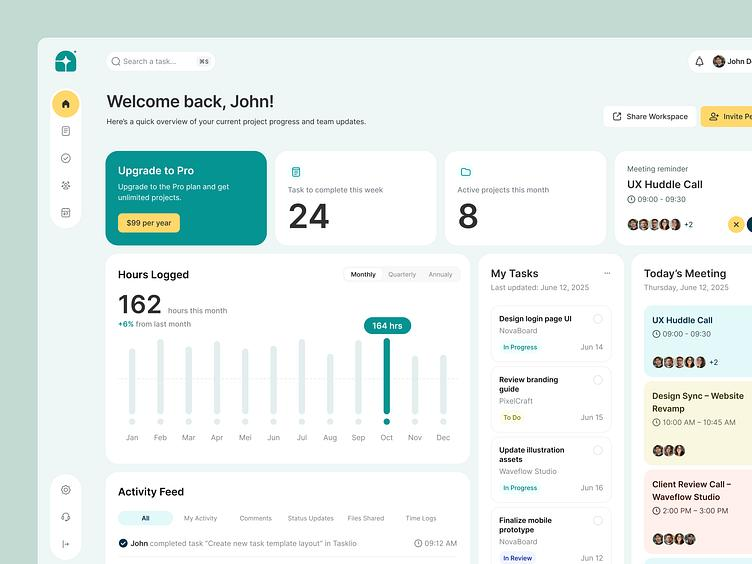 Search a task...
⌘S
John D
Welcome back, John!
Here's a quick overview of your current project progress and team updates.
Share Workspace
Invite Pe
Upgrade to Pro
Upgrade to the Pro plan and get
unlimited projects.
$99 per year
Task to complete this week
24
Active projects this month
8
Meeting reminder
UX Huddle Call
09:00 - 09:30
+2
Hours Logged
Monthly
Quarterly
Annualy
162 hours this month
+6% from last month
164 hrs
Jan Feb Mar Apr Mei Jun Jul Aug Sep Oct Nov Dec
My Tasks
Last updated: June 12, 2025
Design login page UI
NovaBoard
In Progress
Jun 14
Review branding
guide
PixelCraft
To Do
Jun 15
Update illustration
assets
Waveflow Studio
In Progress
Jun 16
Finalize mobile
prototype
NovaBoard
In Review
Jun 12
Today's Meeting
Thursday, June 12, 2025
UX Huddle Call
09:00 - 09:30
+2
Design Sync – Website
Revamp
10:00 AM – 10:45 AM
Client Review Call –
Waveflow Studio
2:00 PM – 3:00 PM
Activity Feed
All
My Activity
Comments
Status Updates
Files Shared
Time Logs
John completed task "Create new task template layout" in Tasklio
09:12 AM